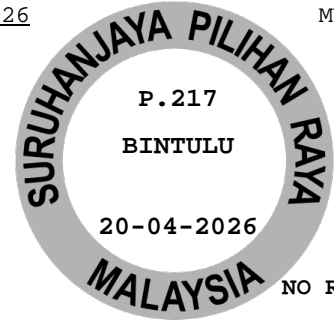 26
M
SURUHANJAYA PILIHAN RAYA
P.217
BINTULU
20-04-2026
MALAYSIA
NO R